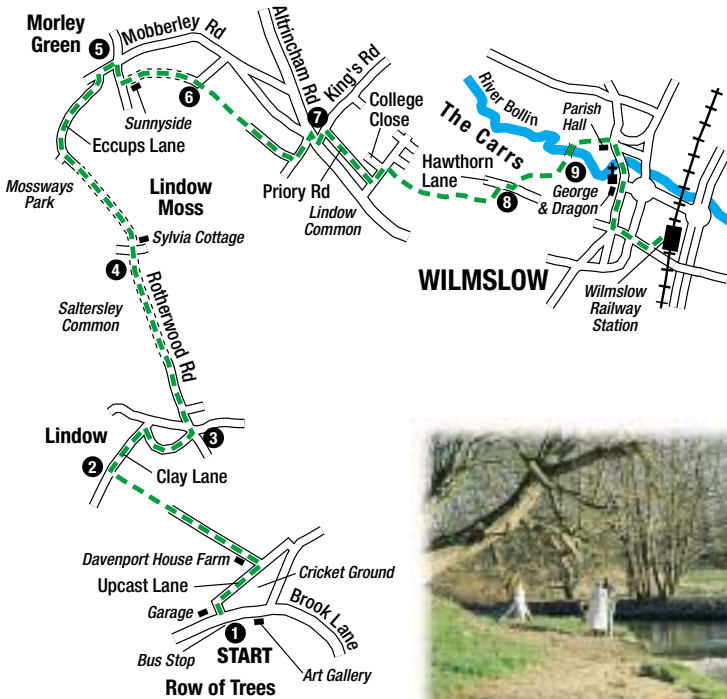 Morley
Green
5
Mobberley Rd
Altrincham Rd
King's Rd
6
Sunnyside
7
College
Close
River Bollin
The Carrs
Parish
Hall
Eccups Lane
Priory Rd
Lindow
Common
Hawthorn
Lane
8
9
George
& Dragon
Mossways
Park
Lindow
Moss
Sylvia Cottage
4
WILMSLOW
Wilmslow
Railway
Station
Saltersley
Common
Rotherwood Rd
Lindow
3
2
Clay Lane
Davenport House Farm
Cricket Ground
Upcast Lane
Brook Lane
Garage
1
Bus Stop
START
Art Gallery
Row of Trees